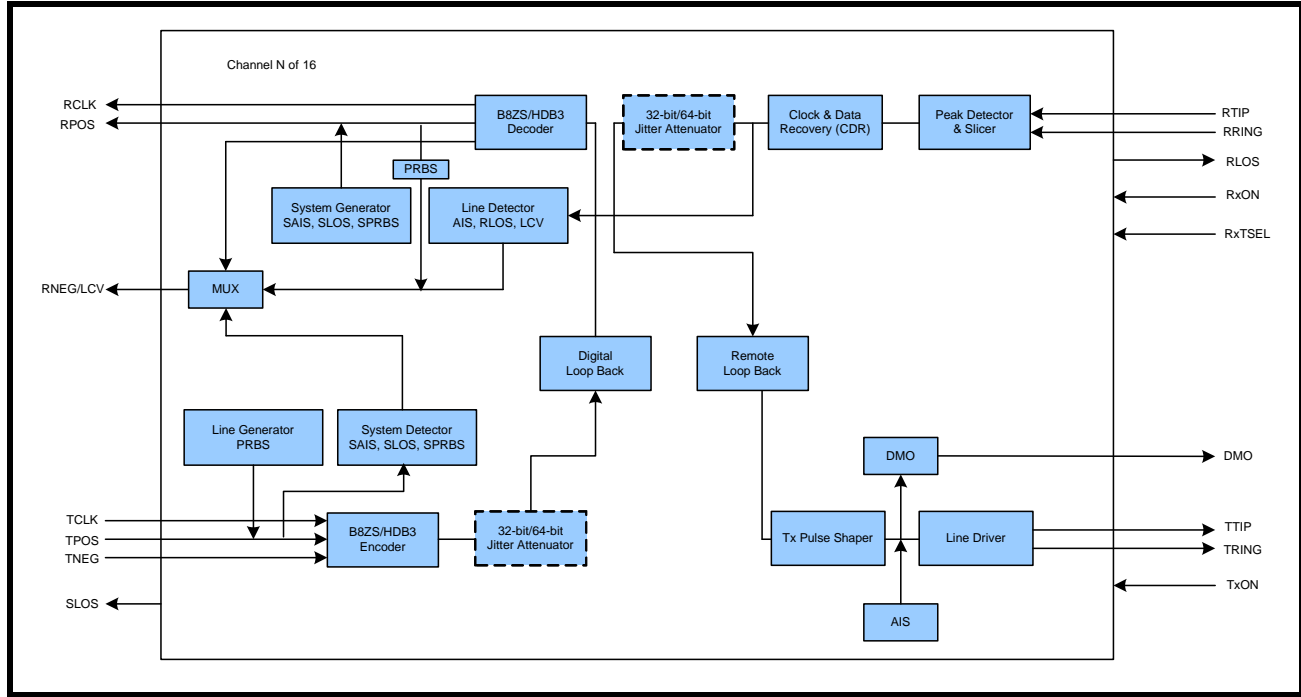 Channel N of 16
RCLK
RPOS
B8ZS/HDB3
Decoder
32-bit/64-bit
Jitter Attenuator
Clock & Data
Recovery (CDR)
Peak Detector
& Slicer
RTIP
RRING
RLOS
RxON
RxTSEL
PRBS
System Generator
SAIS, SLOS, SPRBS
Line Detector
AIS, RLOS, LCV
RNEG/LCV
MUX
Digital
Loop Back
Remote
Loop Back
Line Generator
PRBS
System Detector
SAIS, SLOS, SPRBS
DMO
DMO
TCLK
TPOS
TNEG
B8ZS/HDB3
Encoder
32-bit/64-bit
Jitter Attenuator
Tx Pulse Shaper
Line Driver
TTIP
TRING
TxON
SLOS
AIS